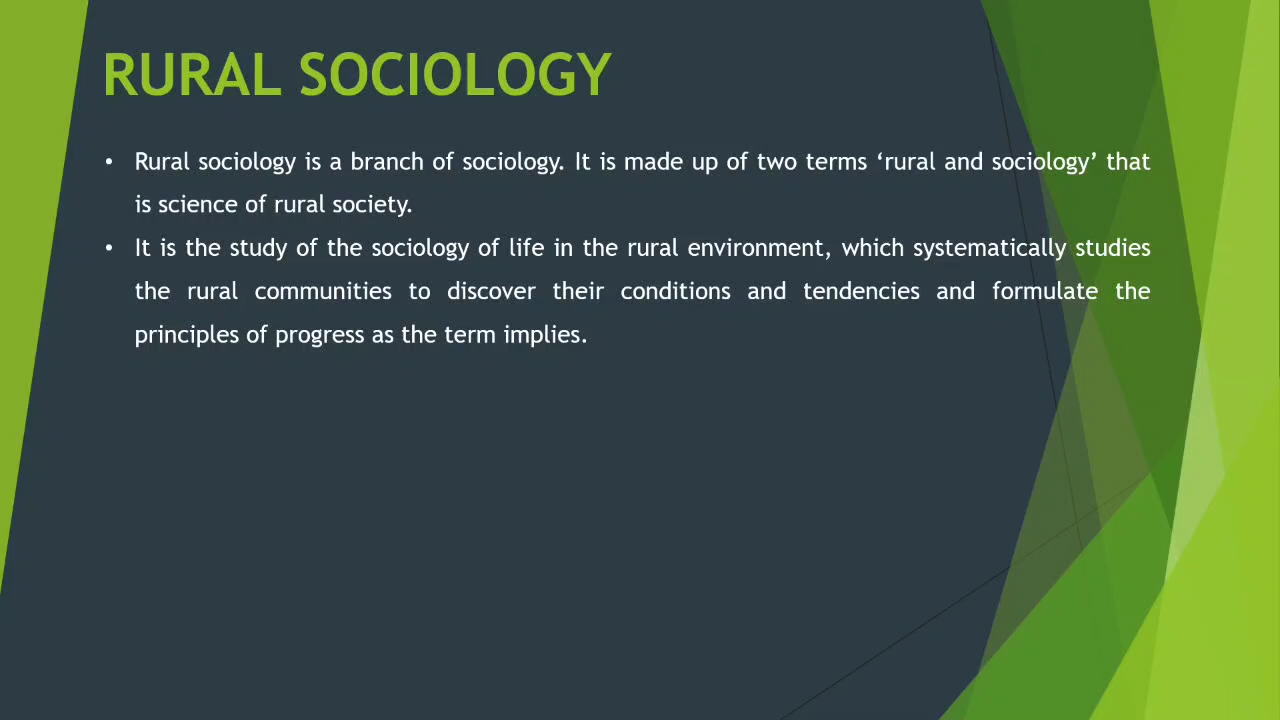 RURAL SOCIOLOGY
• Rural sociology is a branch of sociology. It is made up of two terms ‘rural and sociology’ that
is science of rural society.
• It is the study of the sociology of life in the rural environment, which systematically studies
the rural communities to discover their conditions and tendencies and formulate the
principles of progress as the term implies.